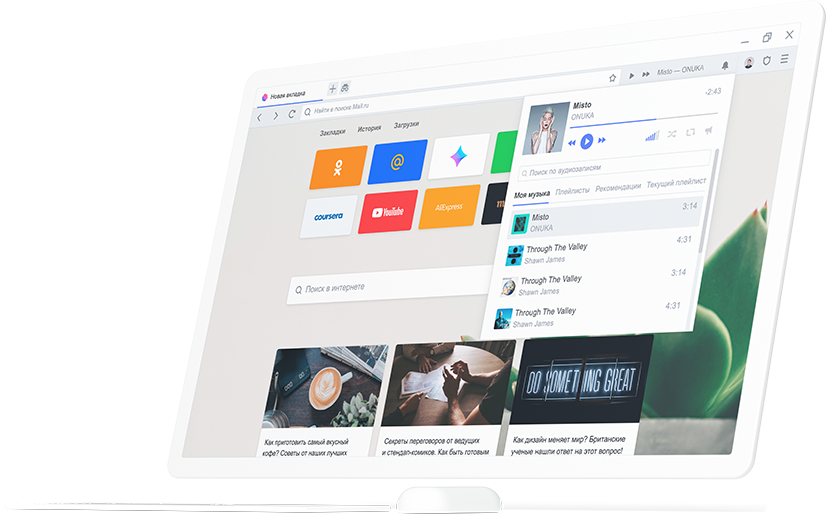 Новая вкладка
Найти в поиске Mail.ru
Misto — ONUKA
Закладки История Загрузки
coursera
YouTube
AliExpress
m
Поиск в интернете
Misto
ONUKA
-2:43
Поиск по аудиозаписям
Моя музыка Плейлисты Рекомендации Текущий плейлист
Misto 3:14
ONUKA
Through The Valley 4:31
Shawn James
Through The Valley 3:14
Shawn James
Through The Valley 4:31
Shawn James
DO SOMETHING GREAT
Как приготовить самый вкусный
кофе? Советы от наших лучших
Секреты переговоров от ведущих
и стендап-комиков. Как быть готовым
Как дизайн меняет мир? Британские
ученые нашли ответ на этот вопрос!